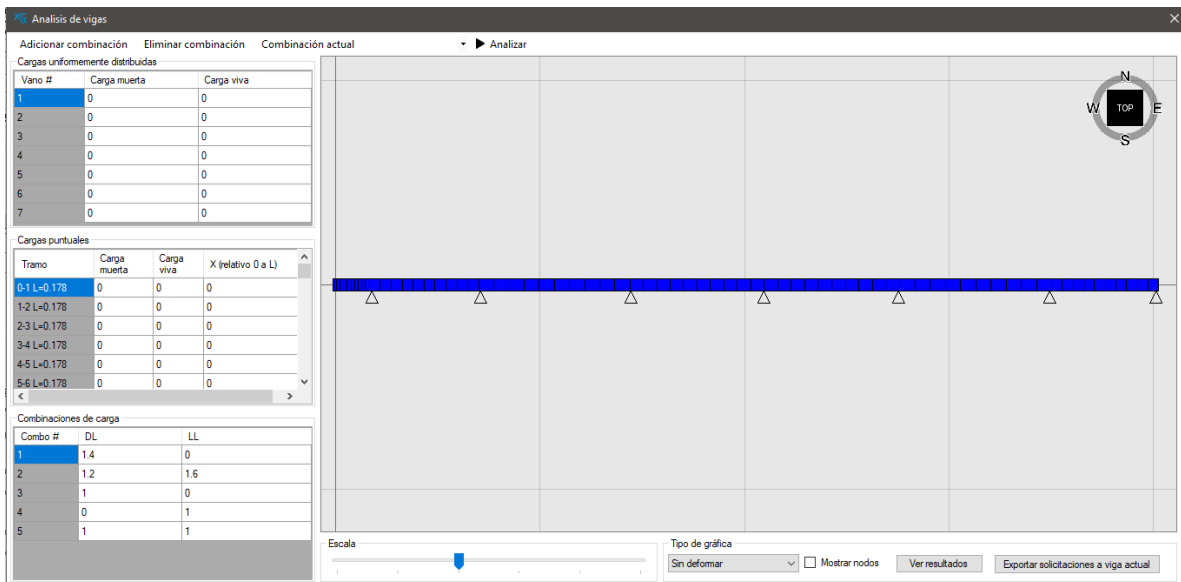 Analisis de vigas
Adicionar combinación Eliminar combinación Combinación actual Analizar
Cargas uniformemente distribuidas
Vano # Carga muerta Carga viva
1 0 0
2 0 0
3 0 0
4 0 0
5 0 0
6 0 0
7 0 0
Cargas puntuales
Tramo Carga muerta Carga viva X (relativo 0 a L)
0-1 L=0.178 0 0 0
1-2 L=0.178 0 0 0
2-3 L=0.178 0 0 0
3-4 L=0.178 0 0 0
4-5 L=0.178 0 0 0
5-6 L=0.178 0 0 0
Combinaciones de carga
Combo # DL LL
1 1.4 0
2 1.2 1.6
3 1 0
4 0 1
5 1 1
N
W TOP E
S
Escala
Tipo de gráfica
Sin deformar Mostrar nodos Ver resultados Exportar solicitaciones a viga actual